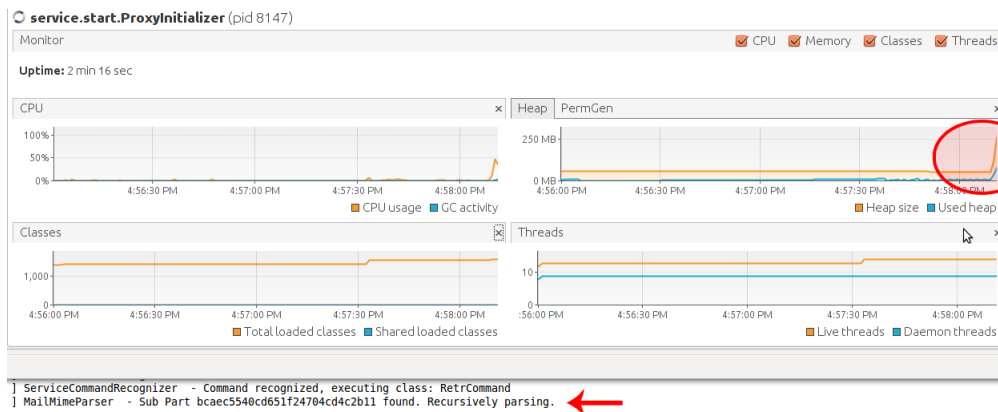 service.start.ProxyInitializer (pid 8147)
Monitor
CPU Memory Classes Threads
Uptime: 2 min 16 sec
CPU ×
100%
50%
0%
4:56:30 PM 4:57:00 PM 4:57:30 PM 4:58:00 PM
CPU usage GC activity
Heap PermGen ×
250 MB
0 MB
4:56:00 PM 4:56:30 PM 4:57:00 PM 4:57:30 PM 4:58:00 PM
Heap size Used heap
Classes ×
1,000
0
4:56:00 PM 4:56:30 PM 4:57:00 PM 4:57:30 PM 4:58:00 PM
Total loaded classes Shared loaded classes
Threads ×
10
0
:56:00 PM 4:56:30 PM 4:57:00 PM 4:57:30 PM 4:58:00 PM
Live threads Daemon threads
] ServiceCommandRecognizer - Command recognized, executing class: RetrCommand
] MailMimeParser - Sub Part bcaec5540cd651f24704cd4c2b11 found. Recursively parsing.